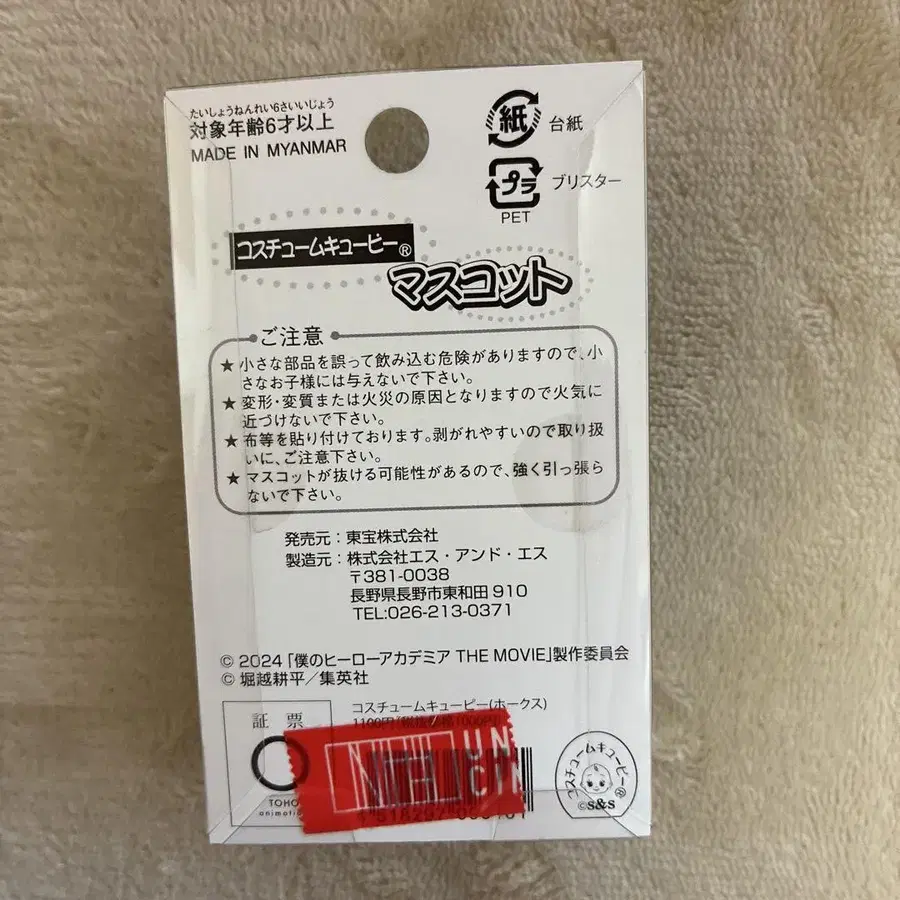 たいしょうねんれい6さいいじょう
対象年齢6才以上
MADE IN MYANMAR
紙 台紙
プラ ブリスター
PET
コスチュームキューピー®
マスコット
ご注意
★小さな部品を誤って飲み込む危険がありますので、小
さなお子様には与えないで下さい。
★変形・変質または火災の原因となりますので火気に
近づけないで下さい。
★布等を貼り付けております。剥がれやすいので取り扱
いに、ご注意下さい。
★マスコットが抜ける可能性があるので、強く引っ張ら
ないで下さい。
発売元：東宝株式会社
製造元：株式会社エス・アンド・エス
〒381-0038
長野県長野市東和田910
TEL:026-213-0371
© 2024「僕のヒーローアカデミア THE MOVIE」製作委員会
© 堀越耕平／集英社
コスチュームキューピー(ホークス)
1100円
証票
TOHO
animation
UN
コスチュームキューピー®
©S&S